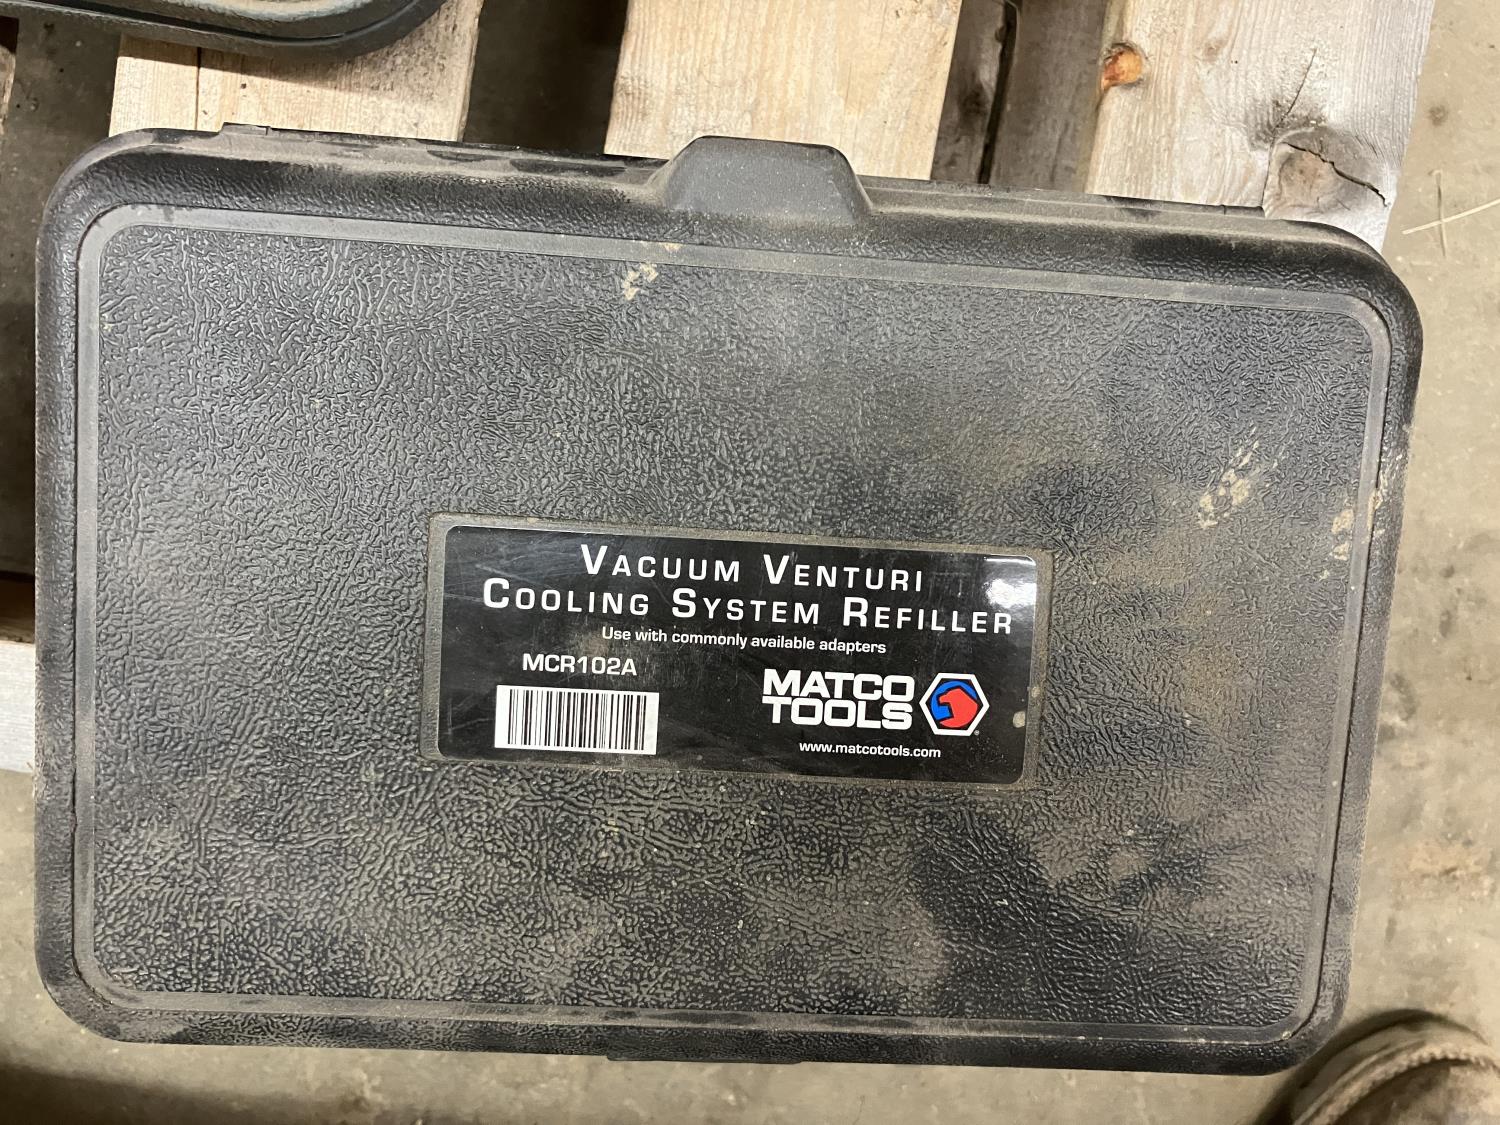 VACUUM VENTURI
COOLING SYSTEM REFILLER
Use with commonly available adapters
MCR102A
MATCO
TOOLS
®
www.matcotools.com